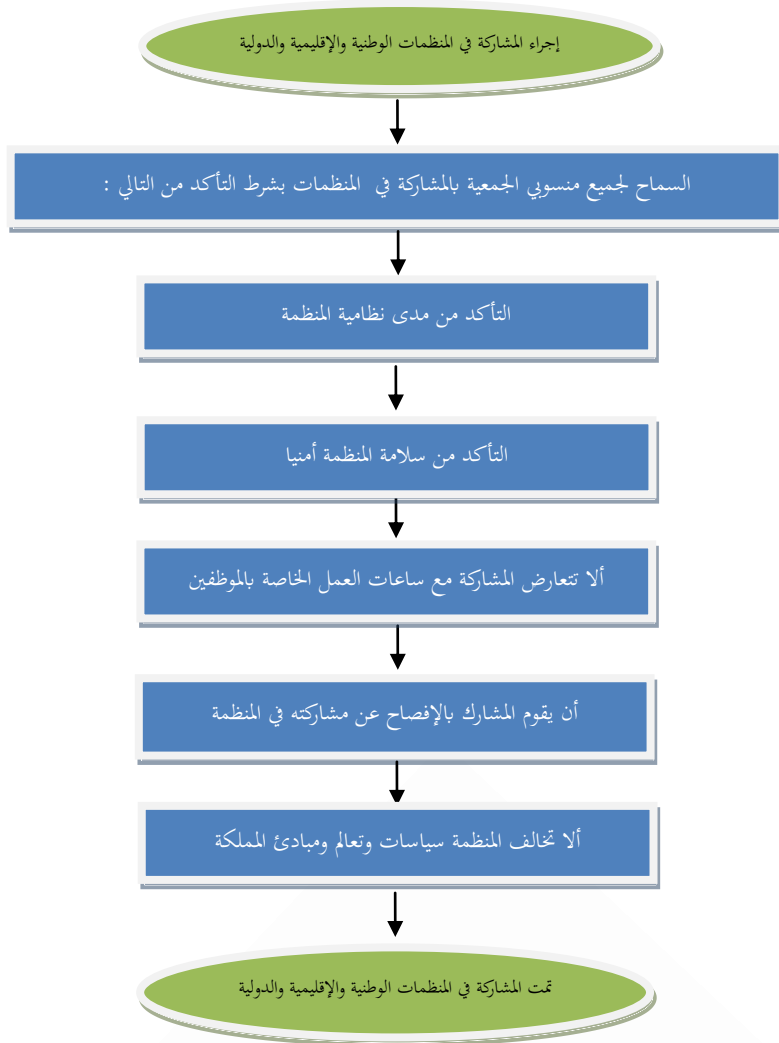 إجراء المشاركة في المنظمات الوطنية والإقليمية والدولية
السماح لجميع منسوبي الجمعية بالمشاركة في المنظمات بشرط التأكد من التالي :
التأكد من مدى نظامية المنظمة
التأكد من سلامة المنظمة أمنيا
ألا تتعارض المشاركة مع ساعات العمل الخاصة بالموظفين
أن يقوم المشارك بالإفصاح عن مشاركته في المنظمة
ألا تخالف المنظمة سياسات وتعالم ومبادئ المملكة
تمت المشاركة في المنظمات الوطنية والإقليمية والدولية